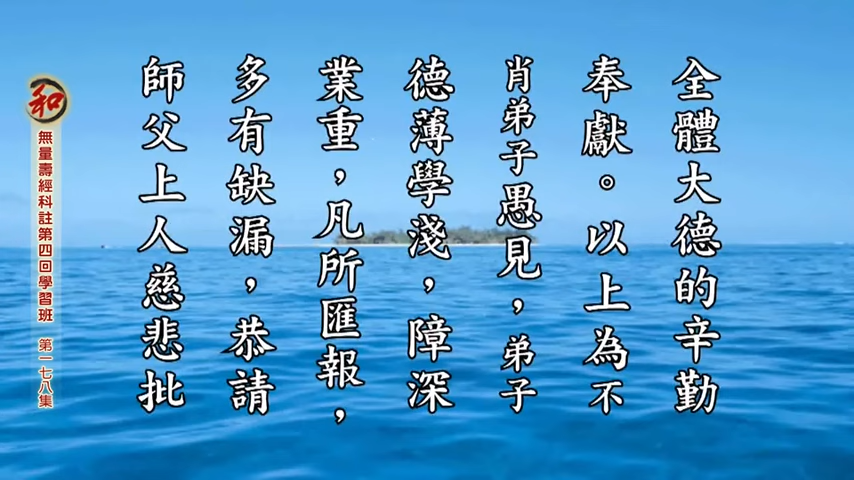 全體大德的辛勤
奉獻。以上為不
肖弟子愚見，弟子
德薄學淺，障深
業重，凡所匯報，
多有缺漏，恭請
師父上人慈悲批
和
無量壽經科註第四回學習班 第一七八集